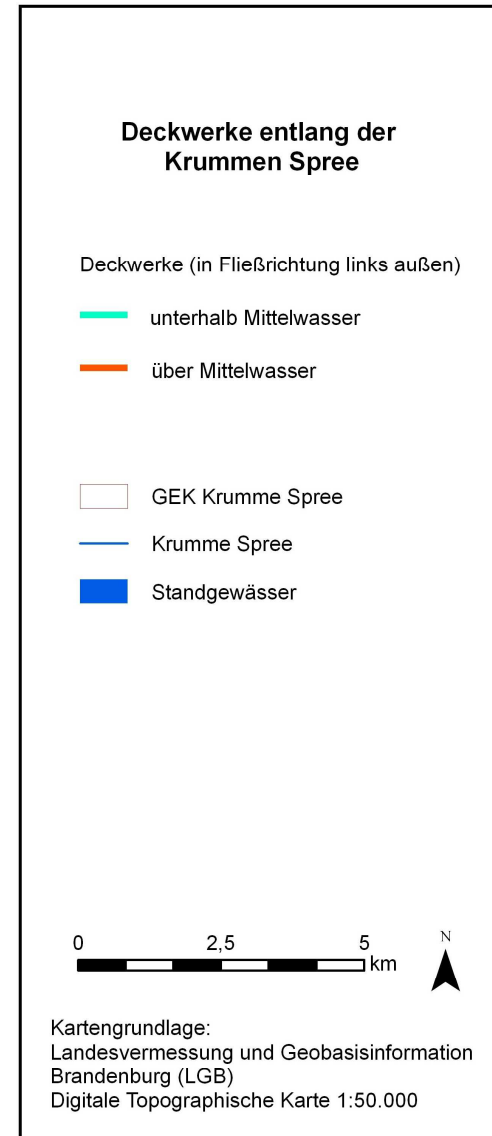 Deckwerke entlang der
Krummen Spree
Deckwerke (in Fließrichtung links außen)
unterhalb Mittelwasser
über Mittelwasser
GEK Krumme Spree
Krumme Spree
Standgewässer
0 2,5 5
km
N
Kartengrundlage:
Landesvermessung und Geobasisinformation
Brandenburg (LGB)
Digitale Topographische Karte 1:50.000